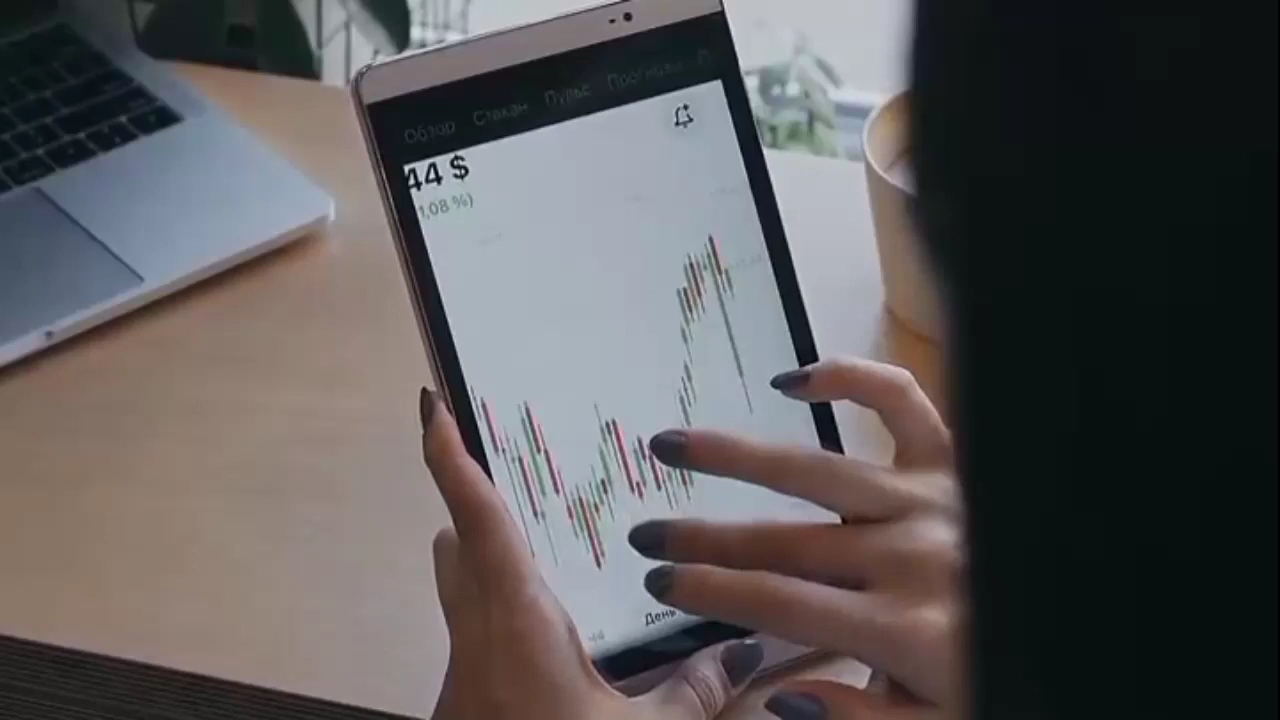 Обзор Стакан Пульс Прогнозы
44 $
1,08 %)
День